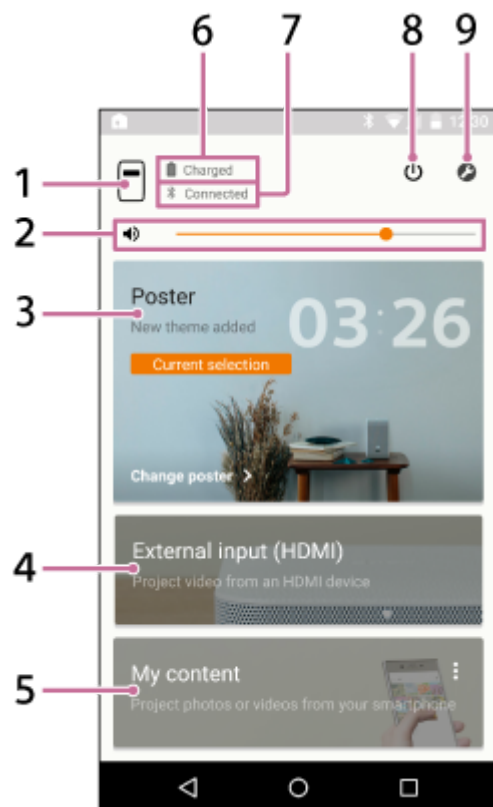 6 7 8 9
12:30
1
Charged
Connected
2
3
Poster
New theme added
03:26
Current selection
Change poster >
4
External input (HDMI)
Project video from an HDMI device
5
My content
Project photos or videos from your smartphone